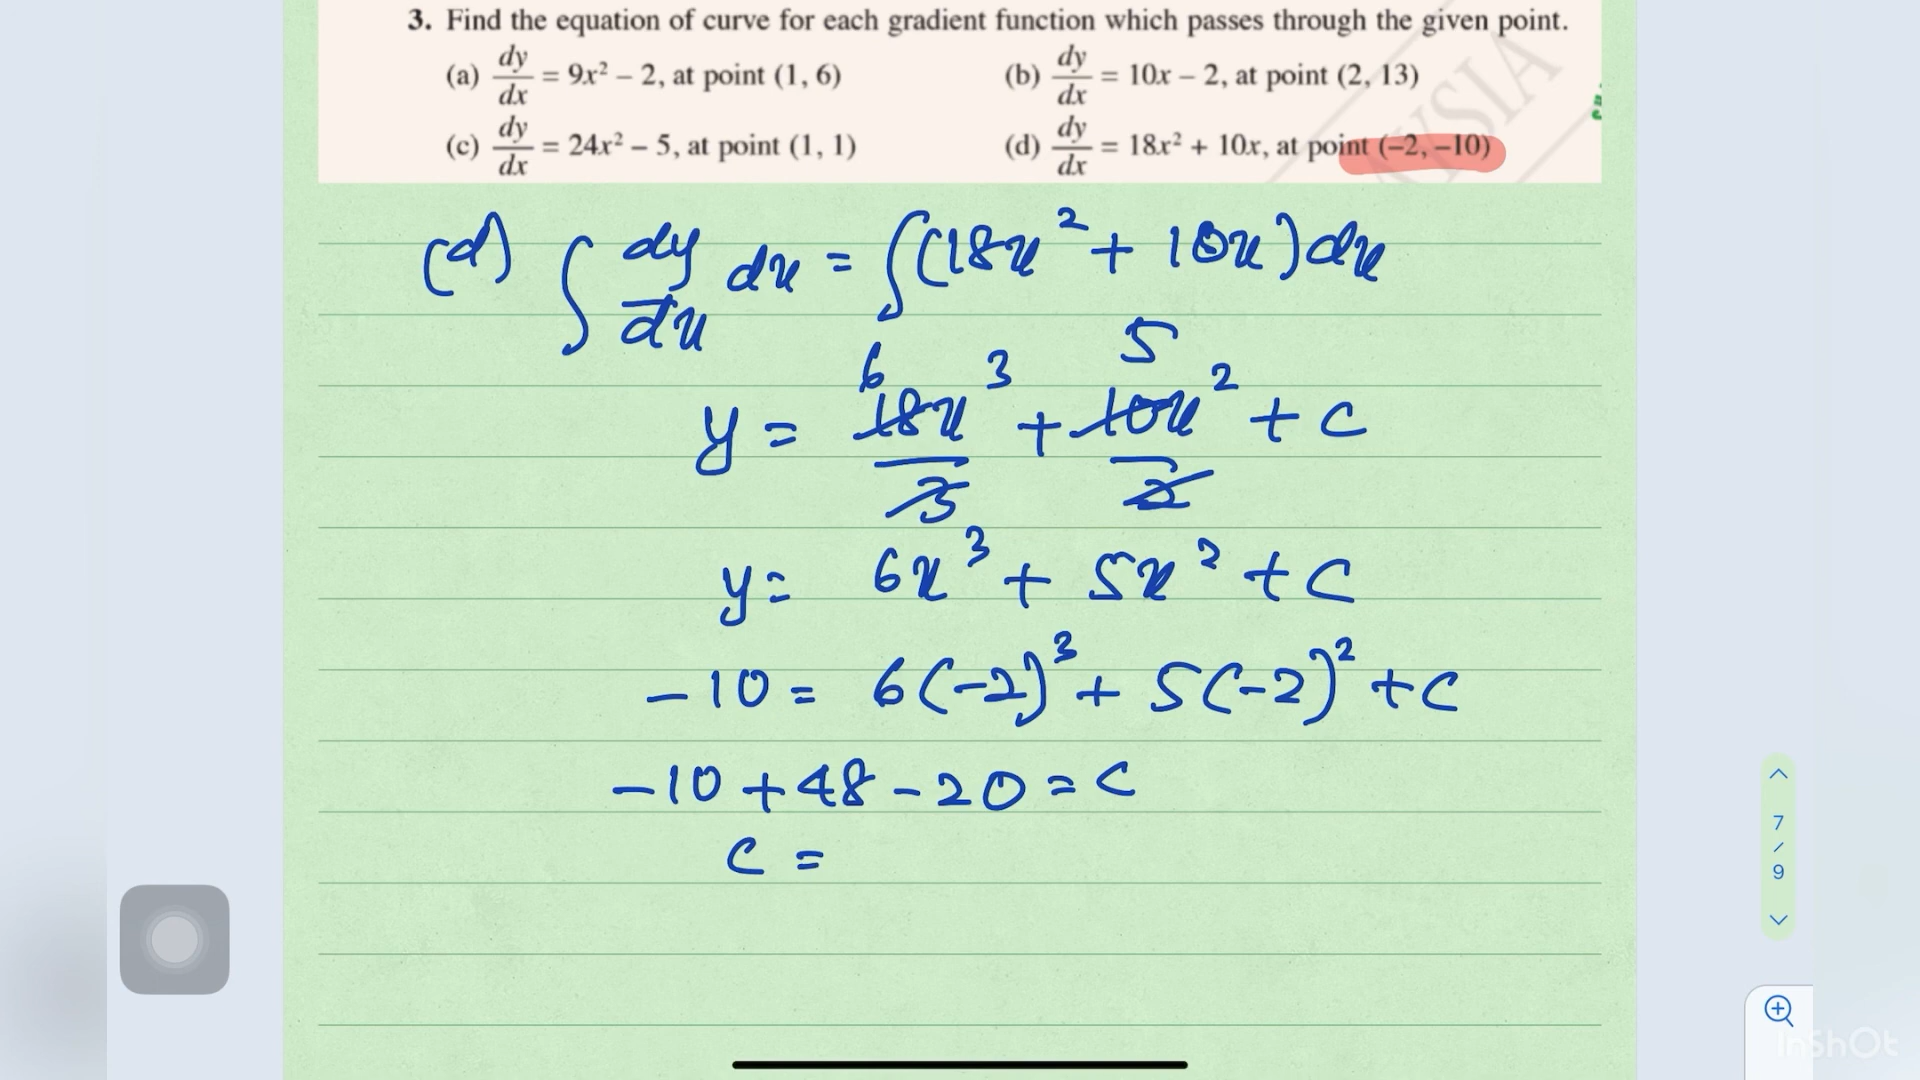 3. Find the equation of curve for each gradient function which passes through the given point.
(a) dy/dx = 9x² – 2, at point (1, 6)
(b) dy/dx = 10x – 2, at point (2, 13)
(c) dy/dx = 24x² – 5, at point (1, 1)
(d) dy/dx = 18x² + 10x, at point (–2, –10)
(d) ∫ dy/dx dx = ∫(18x² + 10x)dx
6 5
y = 18x³/3 + 10x²/2 + c
y = 6x³ + 5x² + c
-10 = 6(-2)³ + 5(-2)² + c
-10 + 48 - 20 = c
c =
7
/
9
InShOt